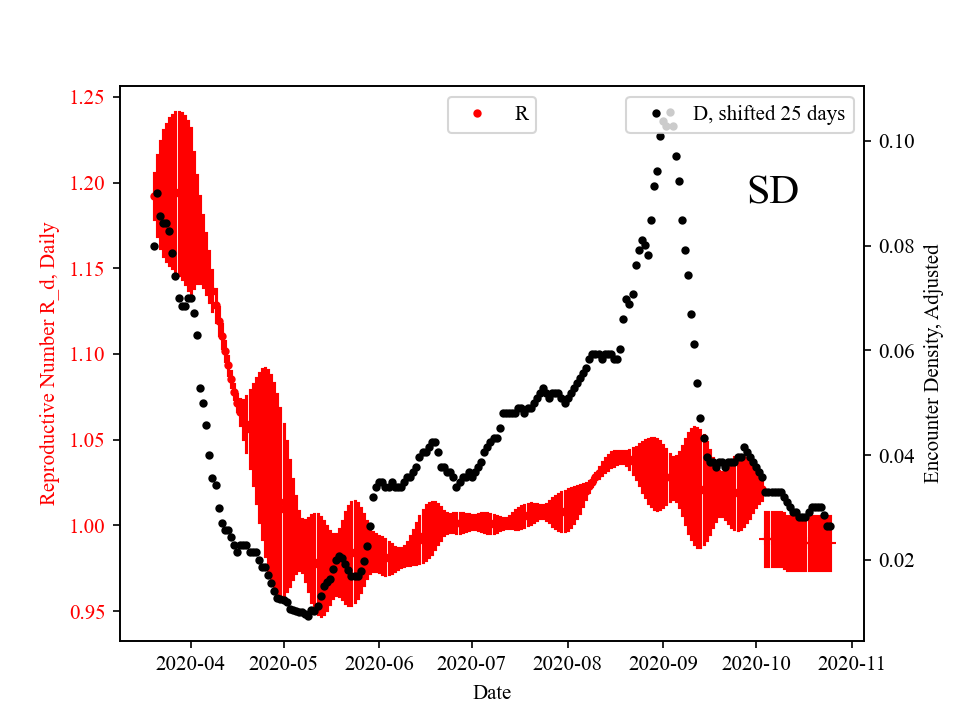 R
D, shifted 25 days
SD
Reproductive Number R_d, Daily
1.25
1.20
1.15
1.10
1.05
1.00
0.95
Encounter Density, Adjusted
0.10
0.08
0.06
0.04
0.02
2020-04 2020-05 2020-06 2020-07 2020-08 2020-09 2020-10 2020-11
Date